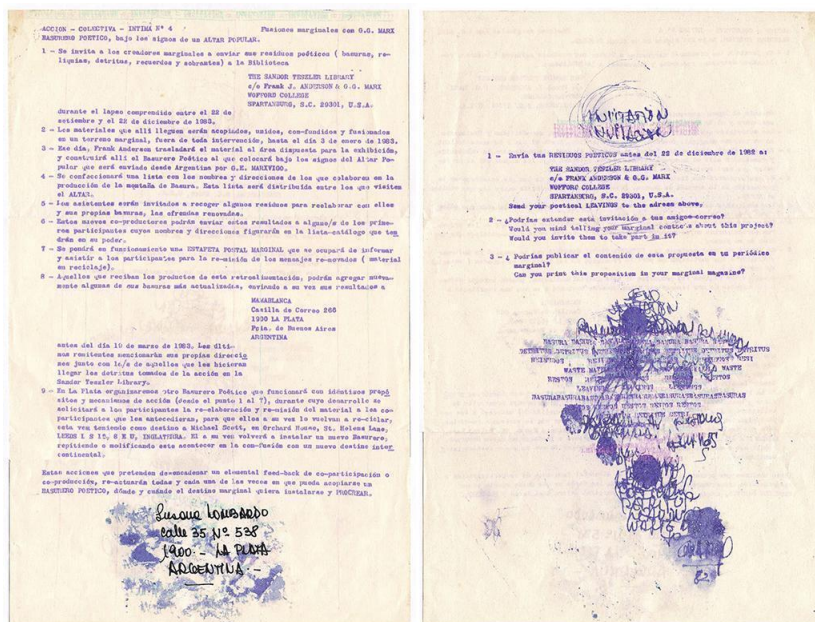 ACCION - COLECTIVA - INTIMA Nº 4
Fusiones marginales con G.G. MARX
BASURERO POETICO, bajo los signos de un ALTAR POPULAR.
1 - Se invita a los creadores marginales a enviar sus residuos poéticos ( basuras, re-
liquias, detritus, recuerdos y sobrantes) a la Biblioteca
THE SANDOR TESZLER LIBRARY
c/o Frank J. ANDERSON & G.G. MARX
WOFFORD COLLEGE
SPARTANBURG, S.C. 29301, U.S.A.
durante el lapso comprendido entre el 22 de
setiembre y el 22 de diciembre de 1982.
2 - Los materiales que allí lleguen serán acopiados, unidos, com-fundidos y fusionados
en un terreno marginal, fuera de toda intervención, hasta el día 3 de enero de 1983.
3 - Ese día, Frank Anderson trasladará el material al área dispuesta para la exhibición,
y construirá allí el Basurero Poético al que colocará bajo los signos del Altar Po-
pular que será enviado desde Argentina por G.E. MARXVIGO.
4 - Se confeccionará una lista con los nombres y direcciones de los que colaboren en la
producción de la montaña de Basura. Esta lista será distribuida entre los que visiten
el ALTAR.
5 - Los asistentes serán invitados a recoger algunos residuos para reelaborar con ellos
y sus propias basuras, las ofrendas renovadas.
6 - Estos nuevos co-productores podrán enviar estos resultados a alguno/s de los prime-
ros participantes cuyos nombres y direcciones figurarán en la lista-catálogo que ten
drán en su poder.
7 - Se pondrá en funcionamiento una ESTAFETA POSTAL MARGINAL que se ocupará de informar
y asistir a los participantes para la re-misión de los mensajes re-novados ( material
en reciclaje).
8 - Aquellos que reciban los productos de esta retroalimentación, podrán agregar nueva-
mente algunas de sus basuras más actualizadas, enviando a su vez sus resultados a
MAMABLANCA
Casilla de Correo 266
1900 LA PLATA
Pcia. de Buenos Aires
ARGENTINA
antes del día 10 de marzo de 1983. Los últi-
mos remitentes mencionarán sus propias direccio
nes junto con la/s de aquellos que les hicieran
llegar los detritus tomados de la acción en la
Sandor Teszler Library.
9 - En La Plata organizaremos otro Basurero Poético que funcionará con idénticos propó
sitos y mecanismos de acción (desde el punto 1 al 7), durante cuyo desarrollo se
solicitará a los participantes la re-elaboración y re-misión del material a los co-
participantes que les antecedieran, para que ellos a su vez lo vuelvan a re-ciclar,
esta vez teniendo como destino a Michael Scott, en Orchard House, St. Helens Lane,
LEEDS INGLATERRA. El a su vez volverá a instalar un nuevo Basurero,
repitiendo o modificando este acontecer en la con-fusión con un nuevo destino inter
continental.
Estas acciones que pretenden desencadenar un elemental feed-back de co-participación o
co-producción, re-actuarán todas y cada una de las veces en que pueda acoplarse un
BASURERO POETICO, dónde y cuándo el destino marginal quiera instalarse y PROCREAR.
Susana LOMBARDO
calle 35 Nº 538
1900 - LA PLATA
ARGENTINA -
INVITACIÓN
1 - Envía tus RESIDUOS POETICOS antes del 22 de diciembre de 1982 a:
THE SANDOR TESZLER LIBRARY
c/o FRANK ANDERSON & G.G. MARX
WOFFORD COLLEGE
SPARTANBURG, S.C. 29301, U.S.A.
Send your poetical LEAVINGS to the adress above,
2 - ¿Podrías extender esta invitación a tus amigos-correo?
Would you mind telling your marginal contacts about this project?
Would you invite them to take part in it?
3 - ¿ Podrías publicar el contenido de esta propuesta en tu periódico
marginal?
Can you print this proposition in your marginal magazine?
SEND
WASTE
82